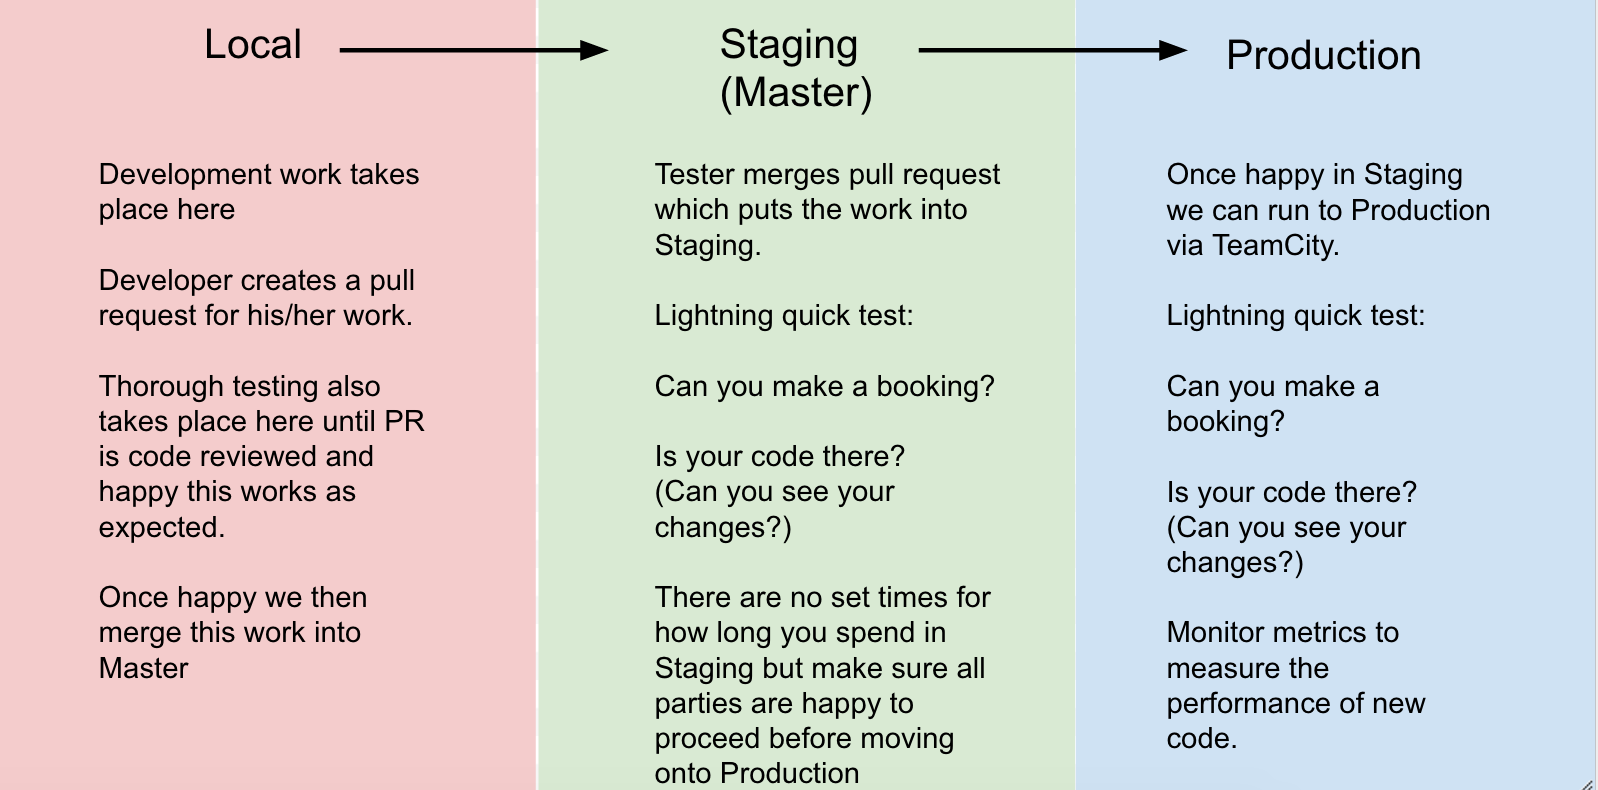 Local
Development work takes
place here
Developer creates a pull
request for his/her work.
Thorough testing also
takes place here until PR
is code reviewed and
happy this works as
expected.
Once happy we then
merge this work into
Master
Staging
(Master)
Tester merges pull request
which puts the work into
Staging.
Lightning quick test:
Can you make a booking?
Is your code there?
(Can you see your
changes?)
There are no set times for
how long you spend in
Staging but make sure all
parties are happy to
proceed before moving
onto Production
Production
Once happy in Staging
we can run to Production
via TeamCity.
Lightning quick test:
Can you make a
booking?
Is your code there?
(Can you see your
changes?)
Monitor metrics to
measure the
performance of new
code.